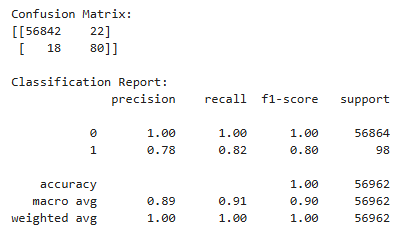 Confusion Matrix:
[[56842    22]
 [   18    80]]
Classification Report:
              precision    recall  f1-score   support
           0       1.00      1.00      1.00     56864
           1       0.78      0.82      0.80        98
    accuracy                           1.00     56962
   macro avg       0.89      0.91      0.90     56962
weighted avg       1.00      1.00      1.00     56962